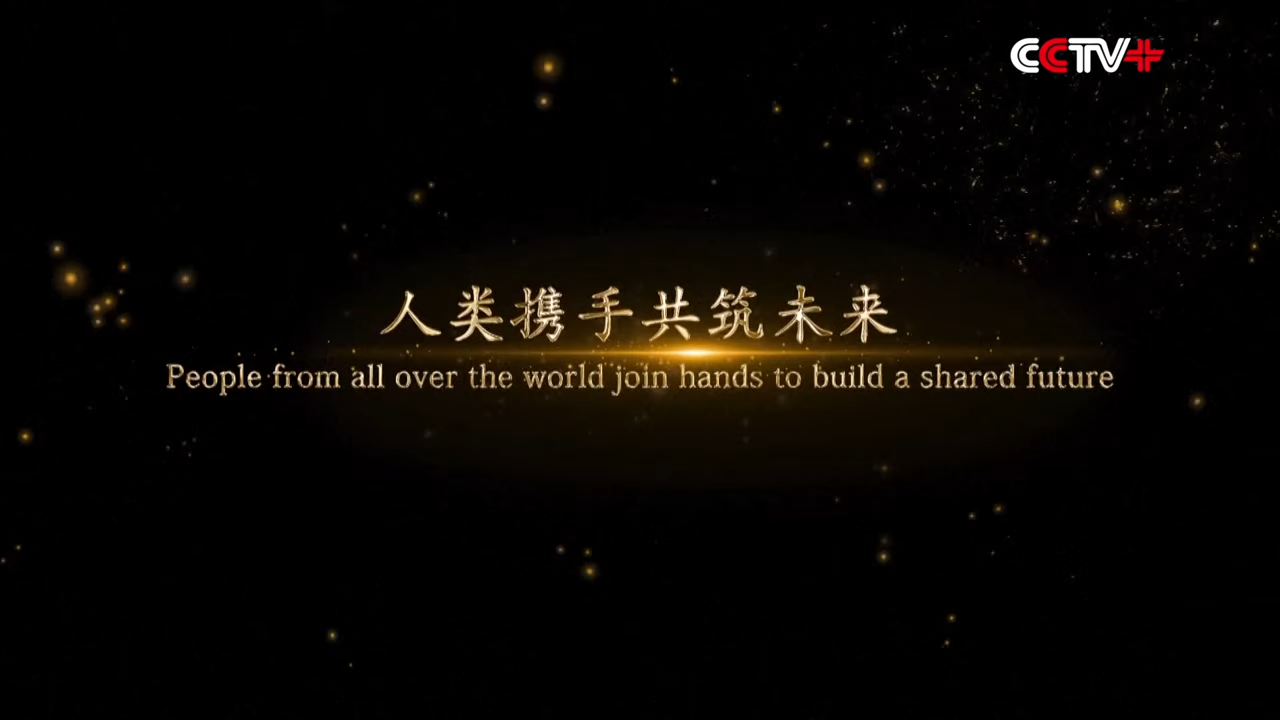 CCTV+
人类携手共筑未来
People from all over the world join hands to build a shared future